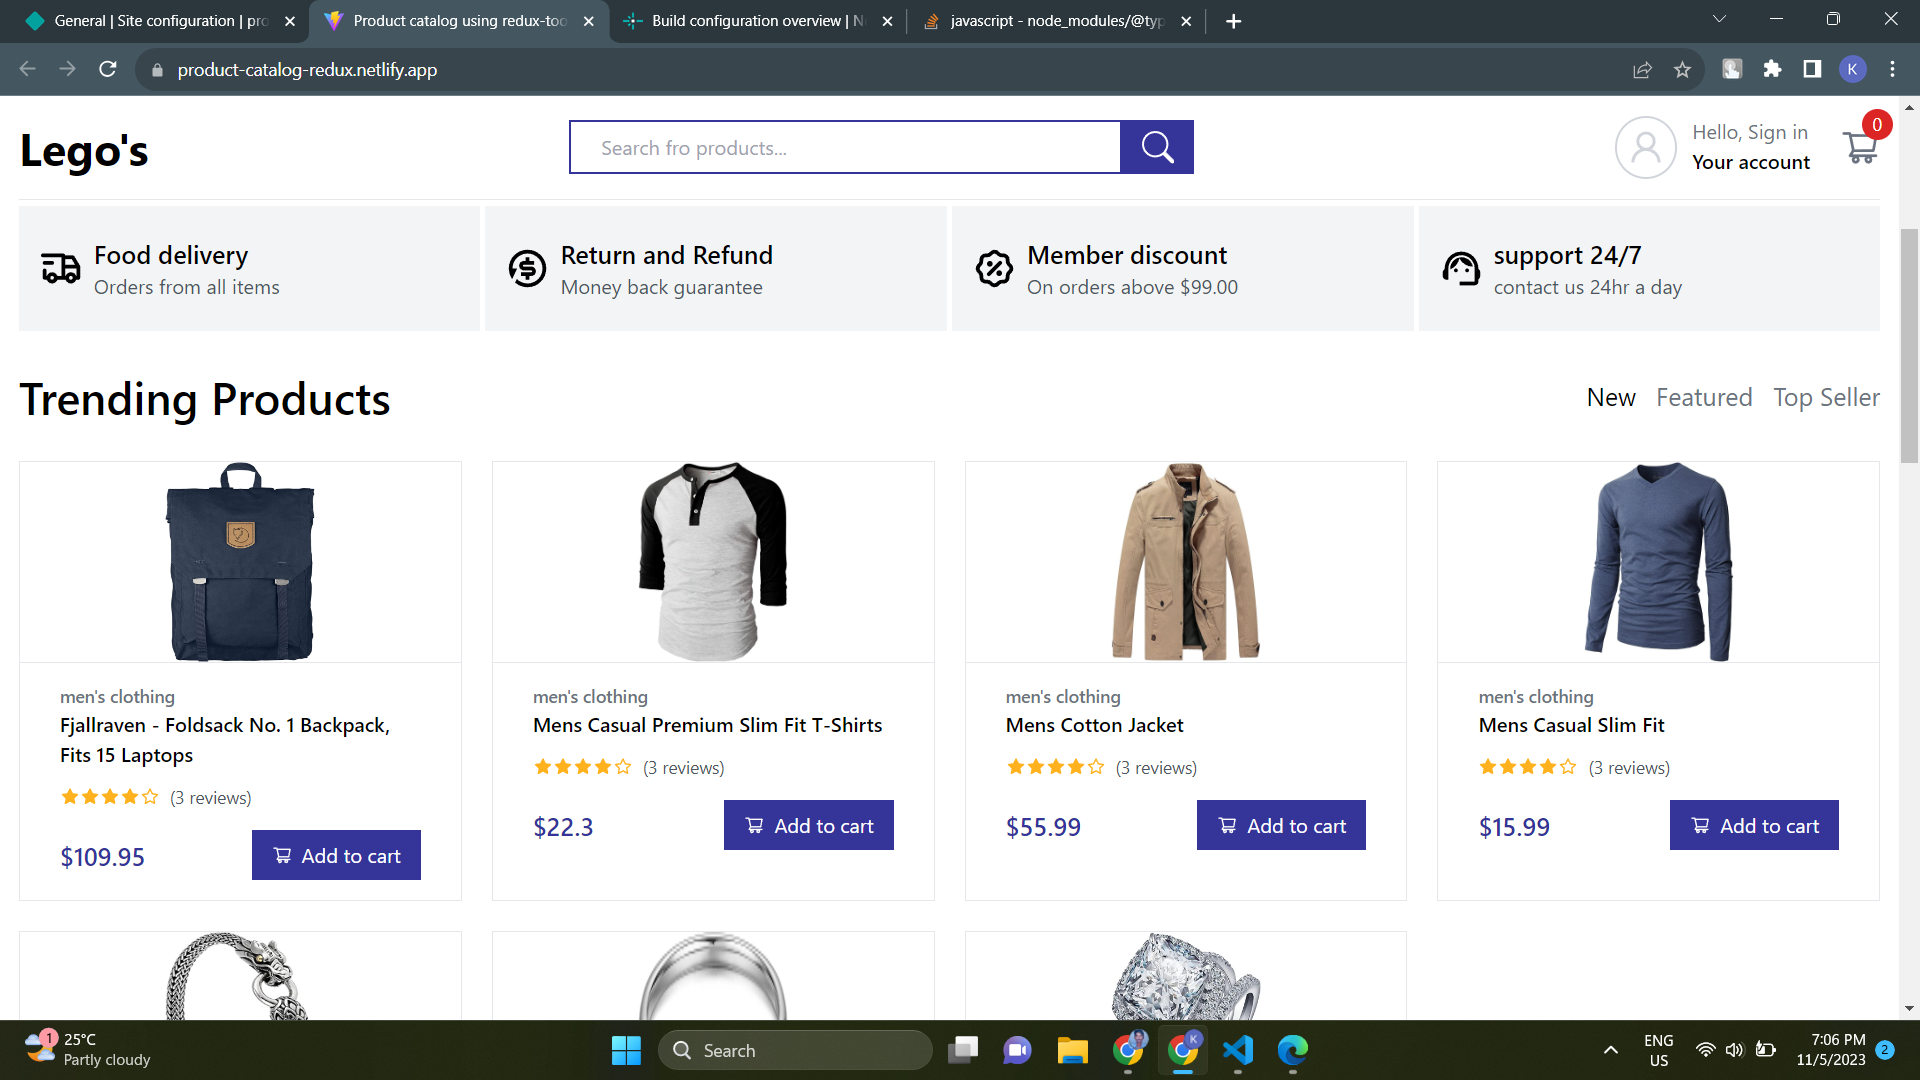 General | Site configuration | pro
Product catalog using redux-too
Build configuration overview | N
javascript - node_modules/@typ
product-catalog-redux.netlify.app
K
Lego's
Search fro products...
Hello, Sign in
Your account
0
Food delivery
Orders from all items
Return and Refund
Money back guarantee
Member discount
On orders above $99.00
support 24/7
contact us 24hr a day
Trending Products
New
Featured
Top Seller
men's clothing
Fjallraven - Foldsack No. 1 Backpack,
Fits 15 Laptops
(3 reviews)
$109.95
Add to cart
men's clothing
Mens Casual Premium Slim Fit T-Shirts
(3 reviews)
$22.3
Add to cart
men's clothing
Mens Cotton Jacket
(3 reviews)
$55.99
Add to cart
men's clothing
Mens Casual Slim Fit
(3 reviews)
$15.99
Add to cart
1
25°C
Partly cloudy
Search
K
ENG
US
7:06 PM
11/5/2023
2